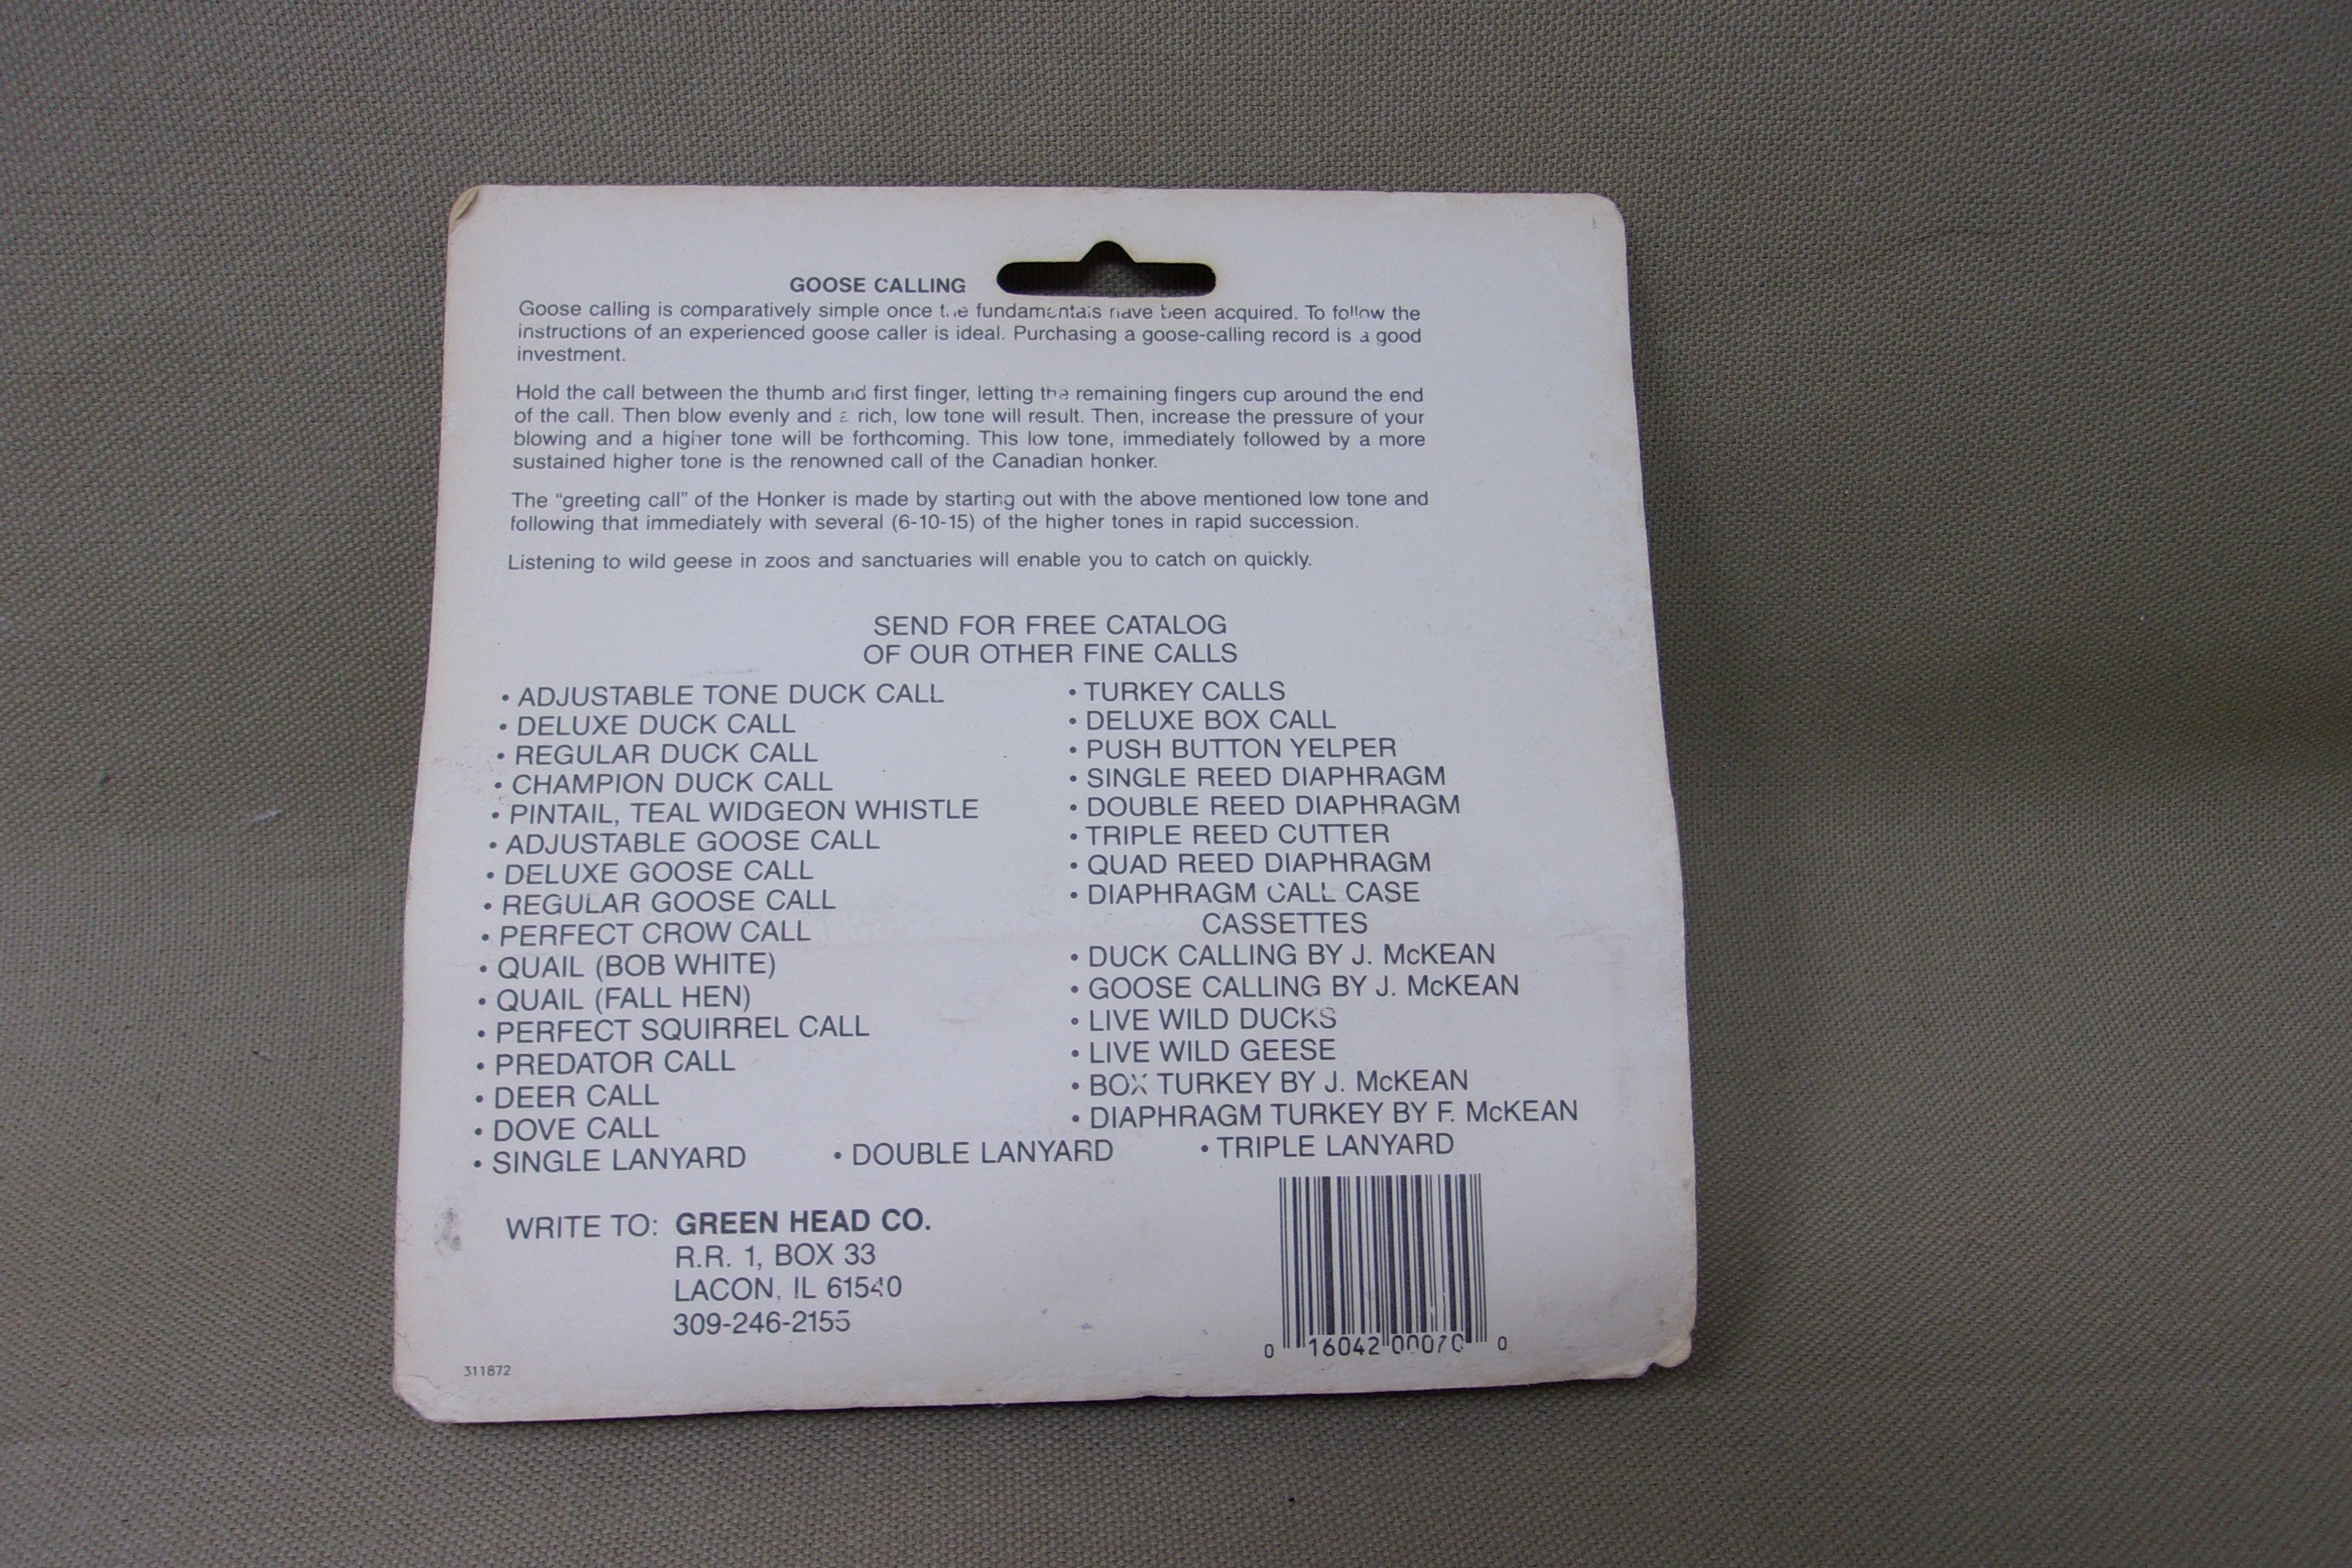 GOOSE CALLING
Goose calling is comparatively simple once the fundamentals have been acquired. To follow the
instructions of an experienced goose caller is ideal. Purchasing a goose-calling record is a good
investment.
Hold the call between the thumb and first finger, letting the remaining fingers cup around the end
of the call. Then blow evenly and a rich, low tone will result. Then, increase the pressure of your
blowing and a higher tone will be forthcoming. This low tone, immediately followed by a more
sustained higher tone is the renowned call of the Canadian honker.
The “greeting call” of the Honker is made by starting out with the above mentioned low tone and
following that immediately with several (6-10-15) of the higher tones in rapid succession.
Listening to wild geese in zoos and sanctuaries will enable you to catch on quickly.
SEND FOR FREE CATALOG
OF OUR OTHER FINE CALLS
• ADJUSTABLE TONE DUCK CALL
• DELUXE DUCK CALL
• REGULAR DUCK CALL
• CHAMPION DUCK CALL
• PINTAIL, TEAL WIDGEON WHISTLE
• ADJUSTABLE GOOSE CALL
• DELUXE GOOSE CALL
• REGULAR GOOSE CALL
• PERFECT CROW CALL
• QUAIL (BOB WHITE)
• QUAIL (FALL HEN)
• PERFECT SQUIRREL CALL
• PREDATOR CALL
• DEER CALL
• DOVE CALL
• TURKEY CALLS
• DELUXE BOX CALL
• PUSH BUTTON YELPER
• SINGLE REED DIAPHRAGM
• DOUBLE REED DIAPHRAGM
• TRIPLE REED CUTTER
• QUAD REED DIAPHRAGM
• DIAPHRAGM CALL CASE
CASSETTES
• DUCK CALLING BY J. McKEAN
• GOOSE CALLING BY J. McKEAN
• LIVE WILD DUCKS
• LIVE WILD GEESE
• BOX TURKEY BY J. McKEAN
• DIAPHRAGM TURKEY BY F. McKEAN
• SINGLE LANYARD • DOUBLE LANYARD • TRIPLE LANYARD
WRITE TO: GREEN HEAD CO.
R.R. 1, BOX 33
LACON, IL 61540
309-246-2155
311872
0 16042 00070 0